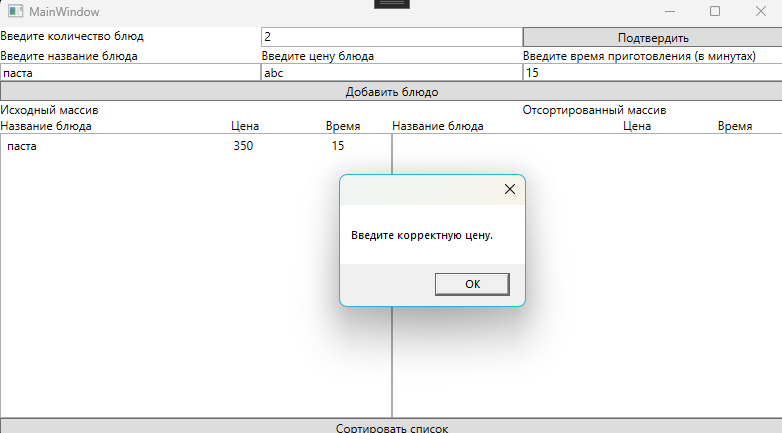 MainWindow
Введите количество блюд 2 Подтвердить
Введите название блюда Введите цену блюда Введите время приготовления (в минутах)
паста abc 15
Добавить блюдо
Исходный массив Отсортированный массив
Название блюда Цена Время Название блюда Цена Время
паста 350 15
Введите корректную цену.
OK
Сортировать список